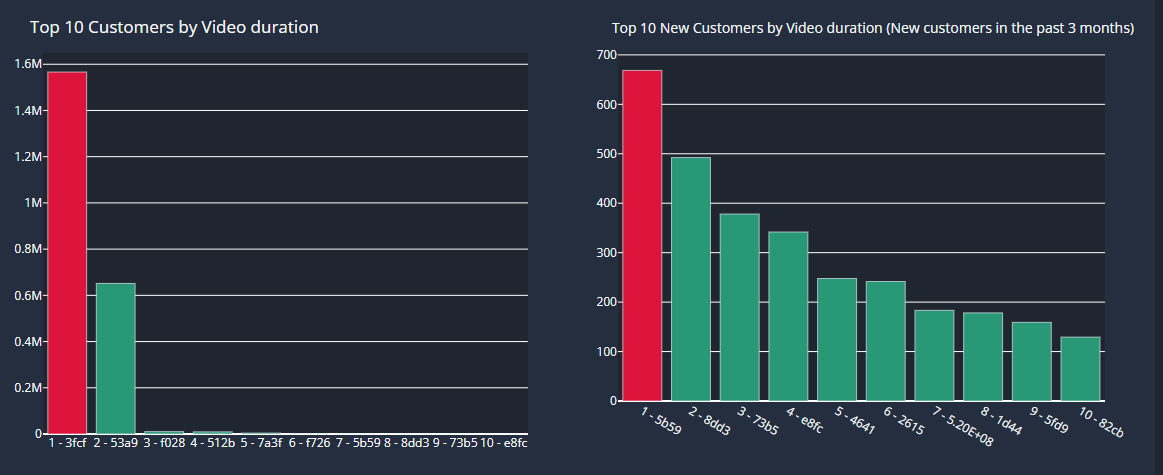 Top 10 Customers by Video duration
1.6M
1.4M
1.2M
1M
0.8M
0.6M
0.4M
0.2M
0
1 - 3fcf 2 - 53a9 3 - f028 4 - 512b 5 - 7a3f 6 - f726 7 - 5b59 8 - 8dd3 9 - 73b5 10 - e8fc
Top 10 New Customers by Video duration (New customers in the past 3 months)
700
600
500
400
300
200
100
0
1 - 5b59
2 - 8dd3
3 - 73b5
4 - e8fc
5 - 4641
6 - 2615
7 - 5.20E+08
8 - 1d44
9 - 5fd9
10 - 82cb